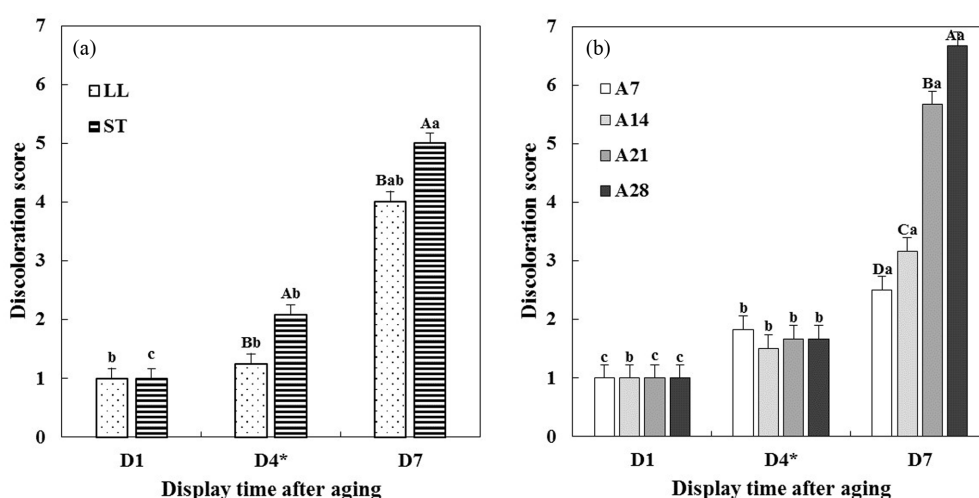 (a)
Discoloration score
7
6
5
4
3
2
1
0
LL
ST
b
c
Bb
Ab
Bab
Aa
D1
D4*
D7
Display time after aging
(b)
Discoloration score
7
6
5
4
3
2
1
0
A7
A14
A21
A28
c
b
c
c
b
b
b
b
Da
Ca
Ba
Aa
D1
D4*
D7
Display time after aging